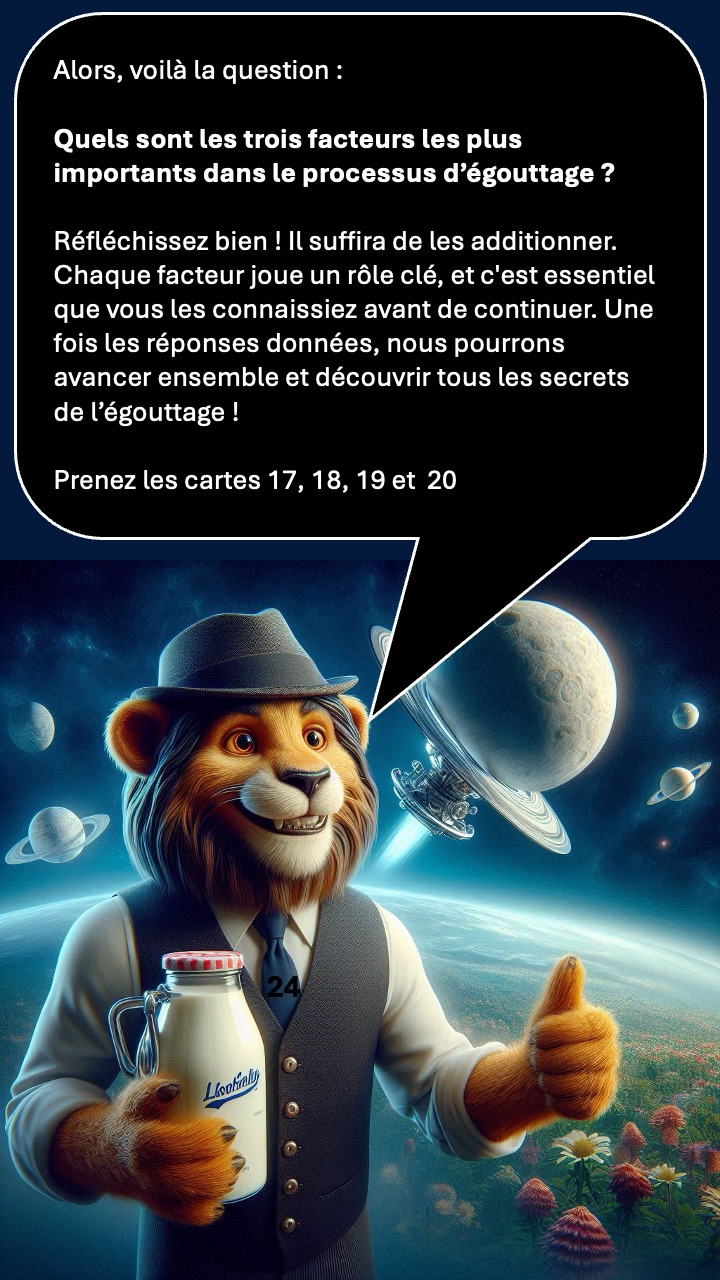 Alors, voilà la question :
Quels sont les trois facteurs les plus
importants dans le processus d’égouttage ?
Réfléchissez bien ! Il suffira de les additionner.
Chaque facteur joue un rôle clé, et c'est essentiel
que vous les connaissiez avant de continuer. Une
fois les réponses données, nous pourrons
avancer ensemble et découvrir tous les secrets
de l’égouttage !
Prenez les cartes 17, 18, 19 et  20
24